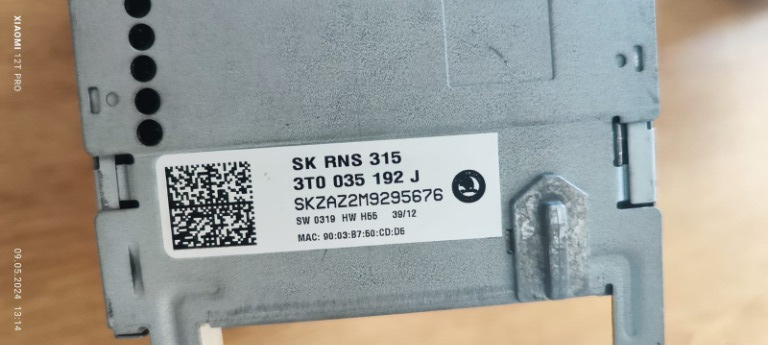 SK RNS 315
3T0 035 192 J
SKZAZ2M9295676
SW 0319 HW H55 39/12
MAC: 90:03:B7:50:CD:D5
XIAOMI 12T PRO
09.05.2024 13:14